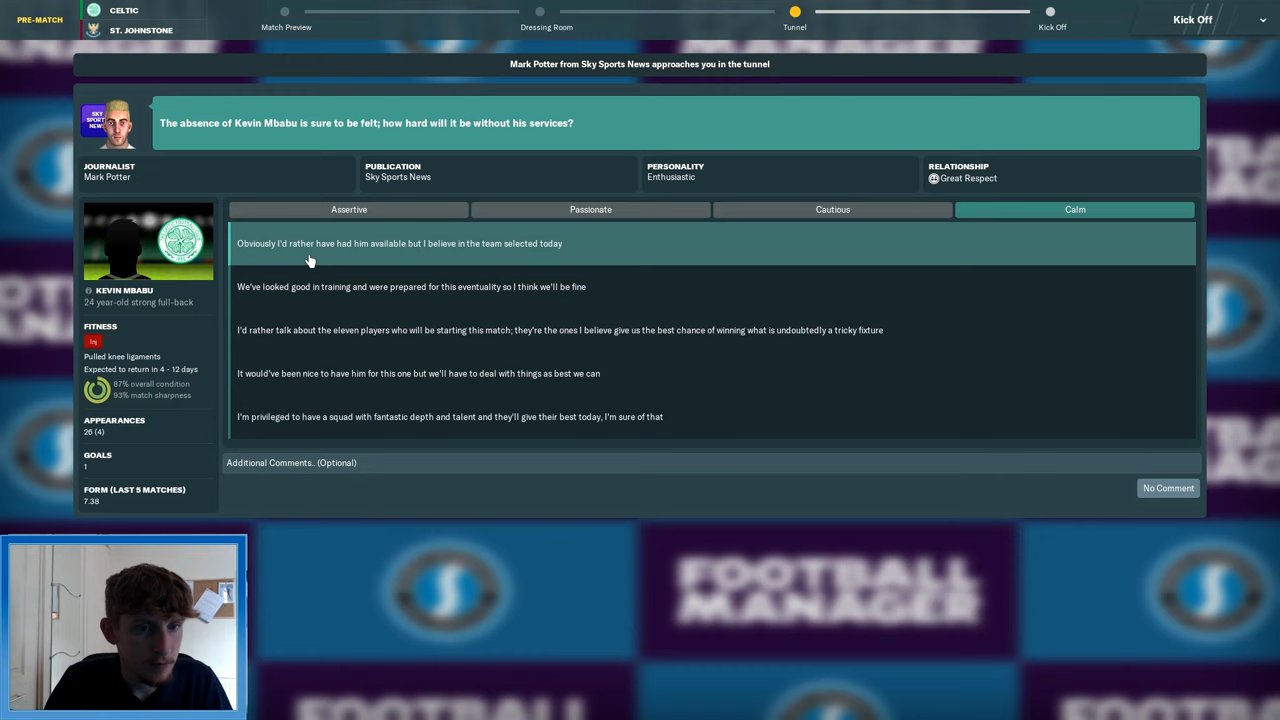 PRE-MATCH
CELTIC
ST. JOHNSTONE
Match Preview
Dressing Room
Tunnel
Kick Off
Kick Off
Mark Potter from Sky Sports News approaches you in the tunnel
SKY
SPORTS
NEWS
The absence of Kevin Mbabu is sure to be felt; how hard will it be without his services?
JOURNALIST
Mark Potter
PUBLICATION
Sky Sports News
PERSONALITY
Enthusiastic
RELATIONSHIP
Great Respect
Assertive
Passionate
Cautious
Calm
Obviously I'd rather have had him available but I believe in the team selected today
We've looked good in training and were prepared for this eventuality so I think we'll be fine
I'd rather talk about the eleven players who will be starting this match; they're the ones I believe give us the best chance of winning what is undoubtedly a tricky fixture
It would've been nice to have him for this one but we'll have to deal with things as best we can
I'm privileged to have a squad with fantastic depth and talent and they'll give their best today, I'm sure of that
Additional Comments.. (Optional)
No Comment
KEVIN MBABU
24 year-old strong full-back
FITNESS
Inj
Pulled knee ligaments
Expected to return in 4 - 12 days
87% overall condition
93% match sharpness
APPEARANCES
26 (4)
GOALS
1
FORM (LAST 5 MATCHES)
7.38
FOOTBALL
MANAGER